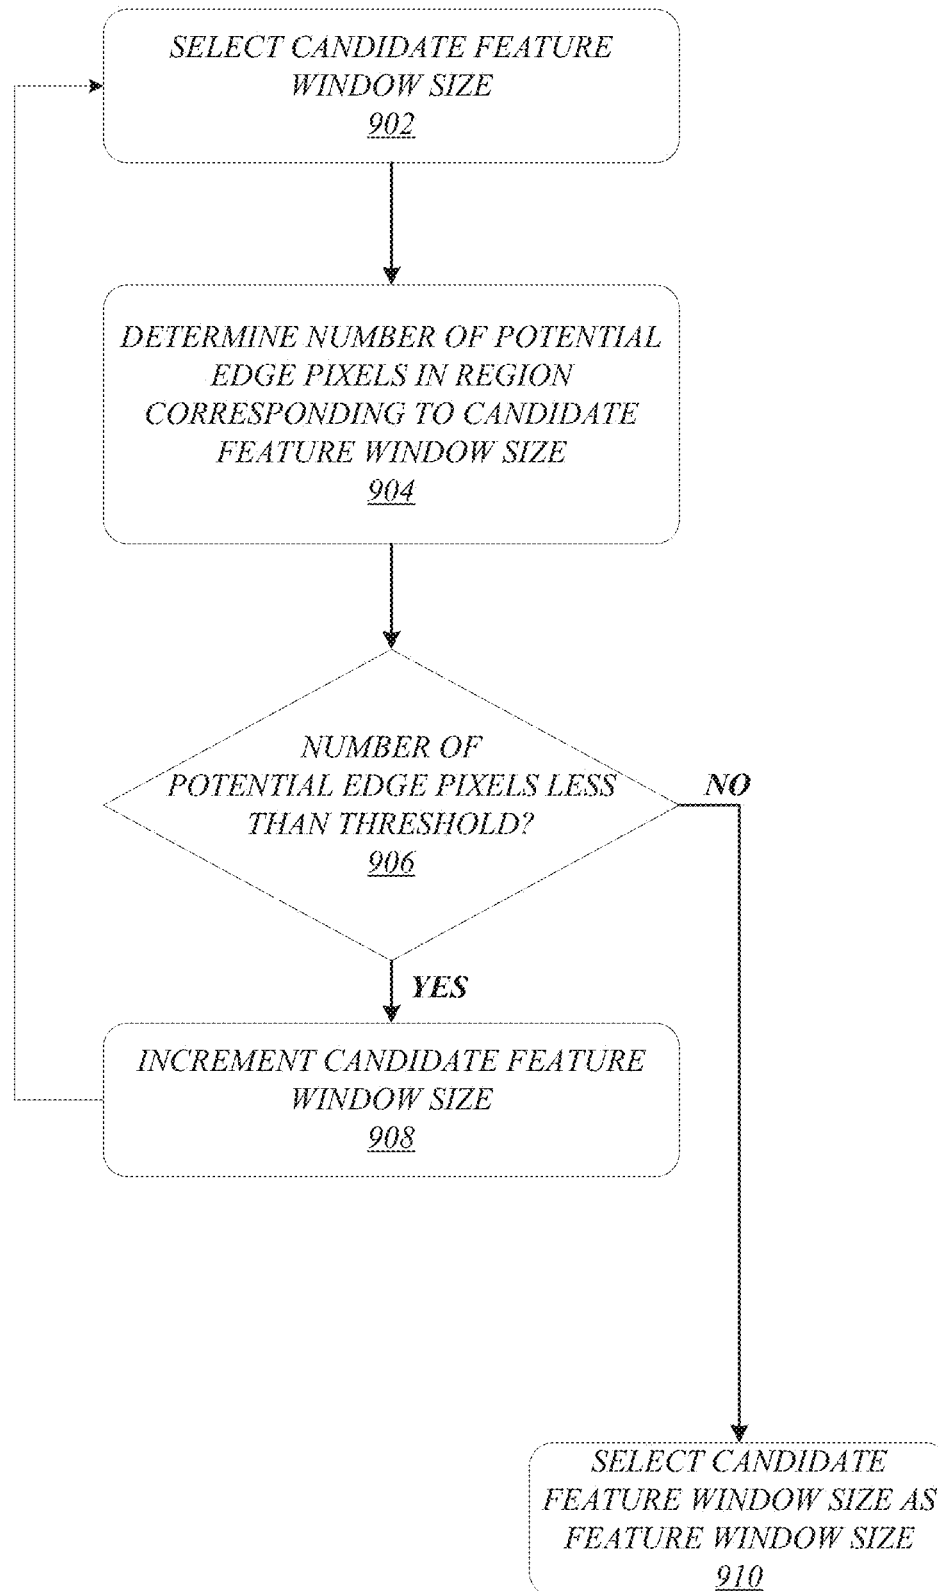 SELECT CANDIDATE FEATURE
WINDOW SIZE
902
DETERMINE NUMBER OF POTENTIAL
EDGE PIXELS IN REGION
CORRESPONDING TO CANDIDATE
FEATURE WINDOW SIZE
904
NUMBER OF
POTENTIAL EDGE PIXELS LESS
THAN THRESHOLD?
906
NO
YES
INCREMENT CANDIDATE FEATURE
WINDOW SIZE
908
SELECT CANDIDATE
FEATURE WINDOW SIZE AS
FEATURE WINDOW SIZE
910